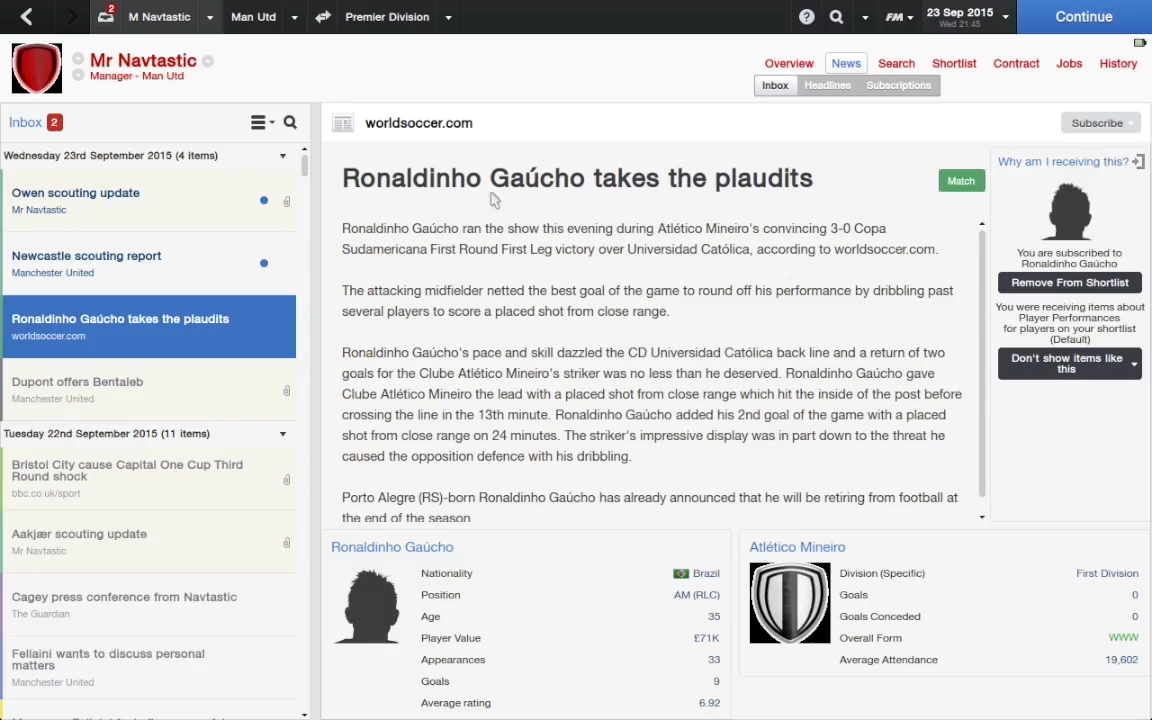 2
M Navtastic
Man Utd
Premier Division
?
FM
23 Sep 2015
Wed 21:45
Continue
Mr Navtastic
Manager - Man Utd
Overview
News
Search
Shortlist
Contract
Jobs
History
Inbox
Headlines
Subscriptions
Inbox 2
Wednesday 23rd September 2015 (4 items)
Owen scouting update
Mr Navtastic
Newcastle scouting report
Manchester United
Ronaldinho Gaúcho takes the plaudits
worldsoccer.com
Dupont offers Bentaleb
Manchester United
Tuesday 22nd September 2015 (11 items)
Bristol City cause Capital One Cup Third
Round shock
bbc.co.uk/sport
Aakjær scouting update
Mr Navtastic
Cagey press conference from Navtastic
The Guardian
Fellaini wants to discuss personal
matters
Manchester United
worldsoccer.com
Subscribe
Ronaldinho Gaúcho takes the plaudits
Match
Ronaldinho Gaúcho ran the show this evening during Atlético Mineiro's convincing 3-0 Copa
Sudamericana First Round First Leg victory over Universidad Católica, according to worldsoccer.com.
The attacking midfielder netted the best goal of the game to round off his performance by dribbling past
several players to score a placed shot from close range.
Ronaldinho Gaúcho's pace and skill dazzled the CD Universidad Católica back line and a return of two
goals for the Clube Atlético Mineiro's striker was no less than he deserved. Ronaldinho Gaúcho gave
Clube Atlético Mineiro the lead with a placed shot from close range which hit the inside of the post before
crossing the line in the 13th minute. Ronaldinho Gaúcho added his 2nd goal of the game with a placed
shot from close range on 24 minutes. The striker's impressive display was in part down to the threat he
caused the opposition defence with his dribbling.
Porto Alegre (RS)-born Ronaldinho Gaúcho has already announced that he will be retiring from football at
the end of the season
Why am I receiving this?
You are subscribed to
Ronaldinho Gaúcho
Remove From Shortlist
You were receiving items about
Player Performances
for players on your shortlist
(Default)
Don't show items like
this
Ronaldinho Gaúcho
Nationality Brazil
Position AM (RLC)
Age 35
Player Value £71K
Appearances 33
Goals 9
Average rating 6.92
Atlético Mineiro
Division (Specific) First Division
Goals 0
Goals Conceded 0
Overall Form WWW
Average Attendance 19,602